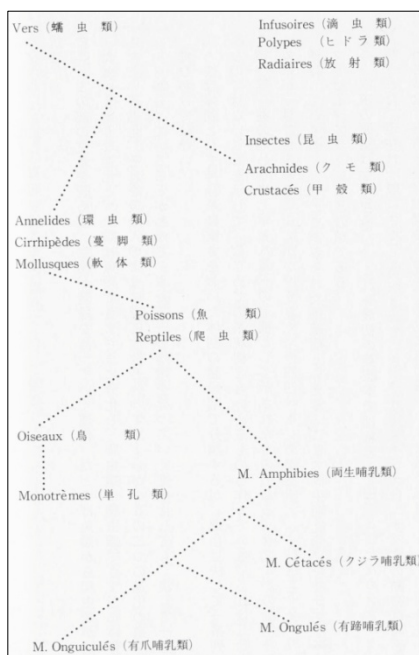 Vers (蠕虫類)
Infusoires (滴虫類)
Polypes (ヒドラ類)
Radiaires (放射類)
Insectes (昆虫類)
Arachnides (クモ類)
Crustacés (甲殻類)
Annelides (環虫類)
Cirrhipèdes (蔓脚類)
Mollusques (軟体類)
Poissons (魚類)
Reptiles (爬虫類)
Oiseaux (鳥類)
Monotrèmes (単孔類)
M. Amphibies (両生哺乳類)
M. Cétacés (クジラ哺乳類)
M. Ongulés (有蹄哺乳類)
M. Onguiculés (有爪哺乳類)